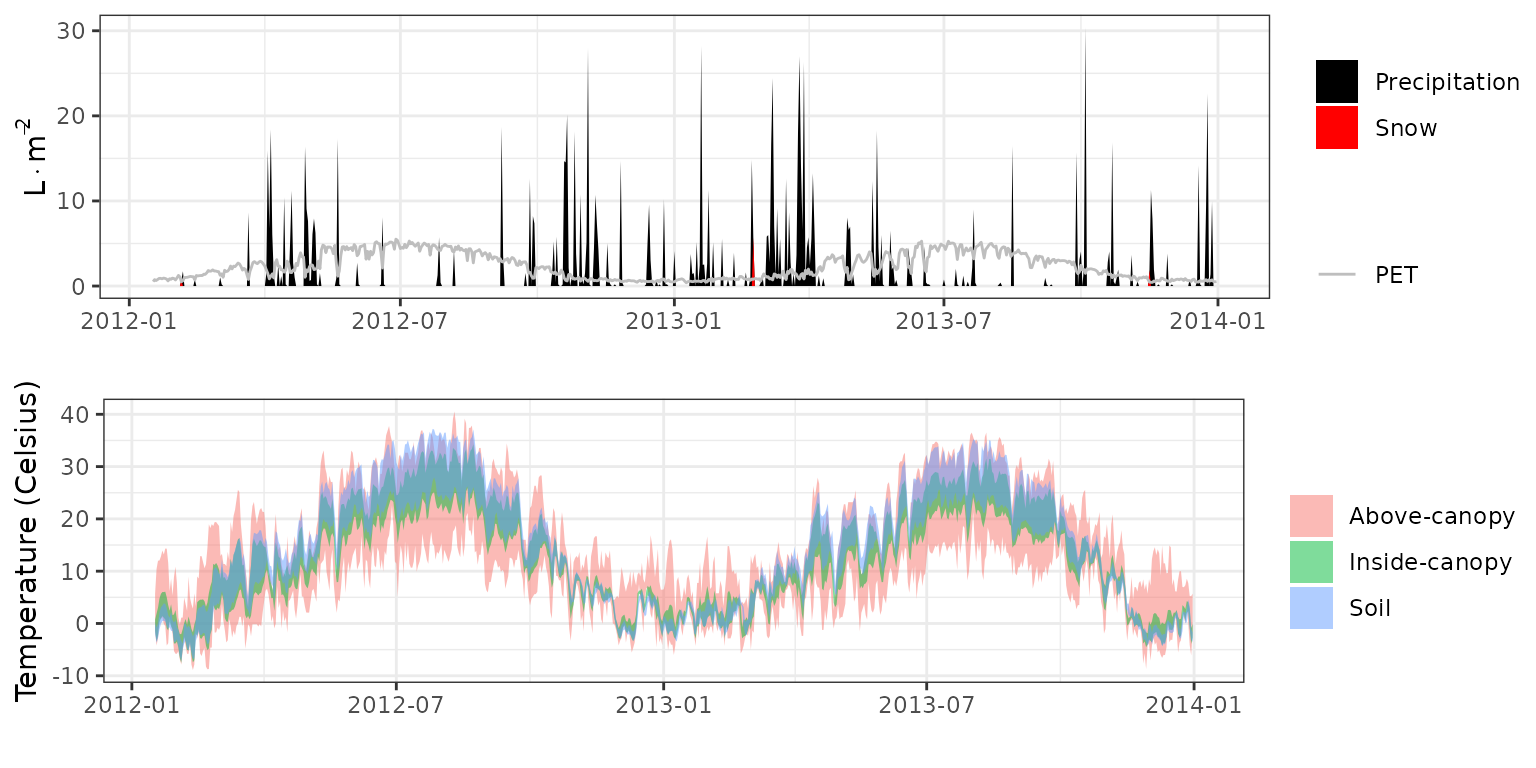 L · m⁻²
30
20
10
0
2012-01 2012-07 2013-01 2013-07 2014-01
Precipitation
Snow
PET
Temperature (Celsius)
40
30
20
10
0
-10
2012-01 2012-07 2013-01 2013-07 2014-01
Above-canopy
Inside-canopy
Soil